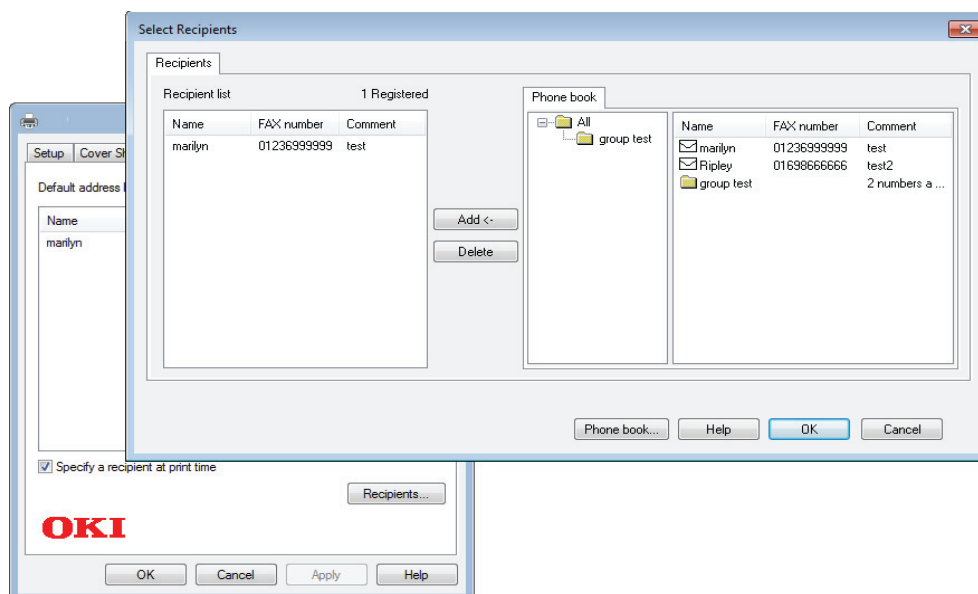 Select Recipients
Recipients
Recipient list 1 Registered
Name FAX number Comment
marilyn 01236999999 test
Add <-
Delete
Phone book
All
group test
Name FAX number Comment
marilyn 01236999999 test
Ripley 01698666666 test2
group test 2 numbers a ...
Phone book... Help OK Cancel
Setup Cover Sh
Default address
Name
marilyn
Specify a recipient at print time
Recipients...
OKI
OK Cancel Apply Help